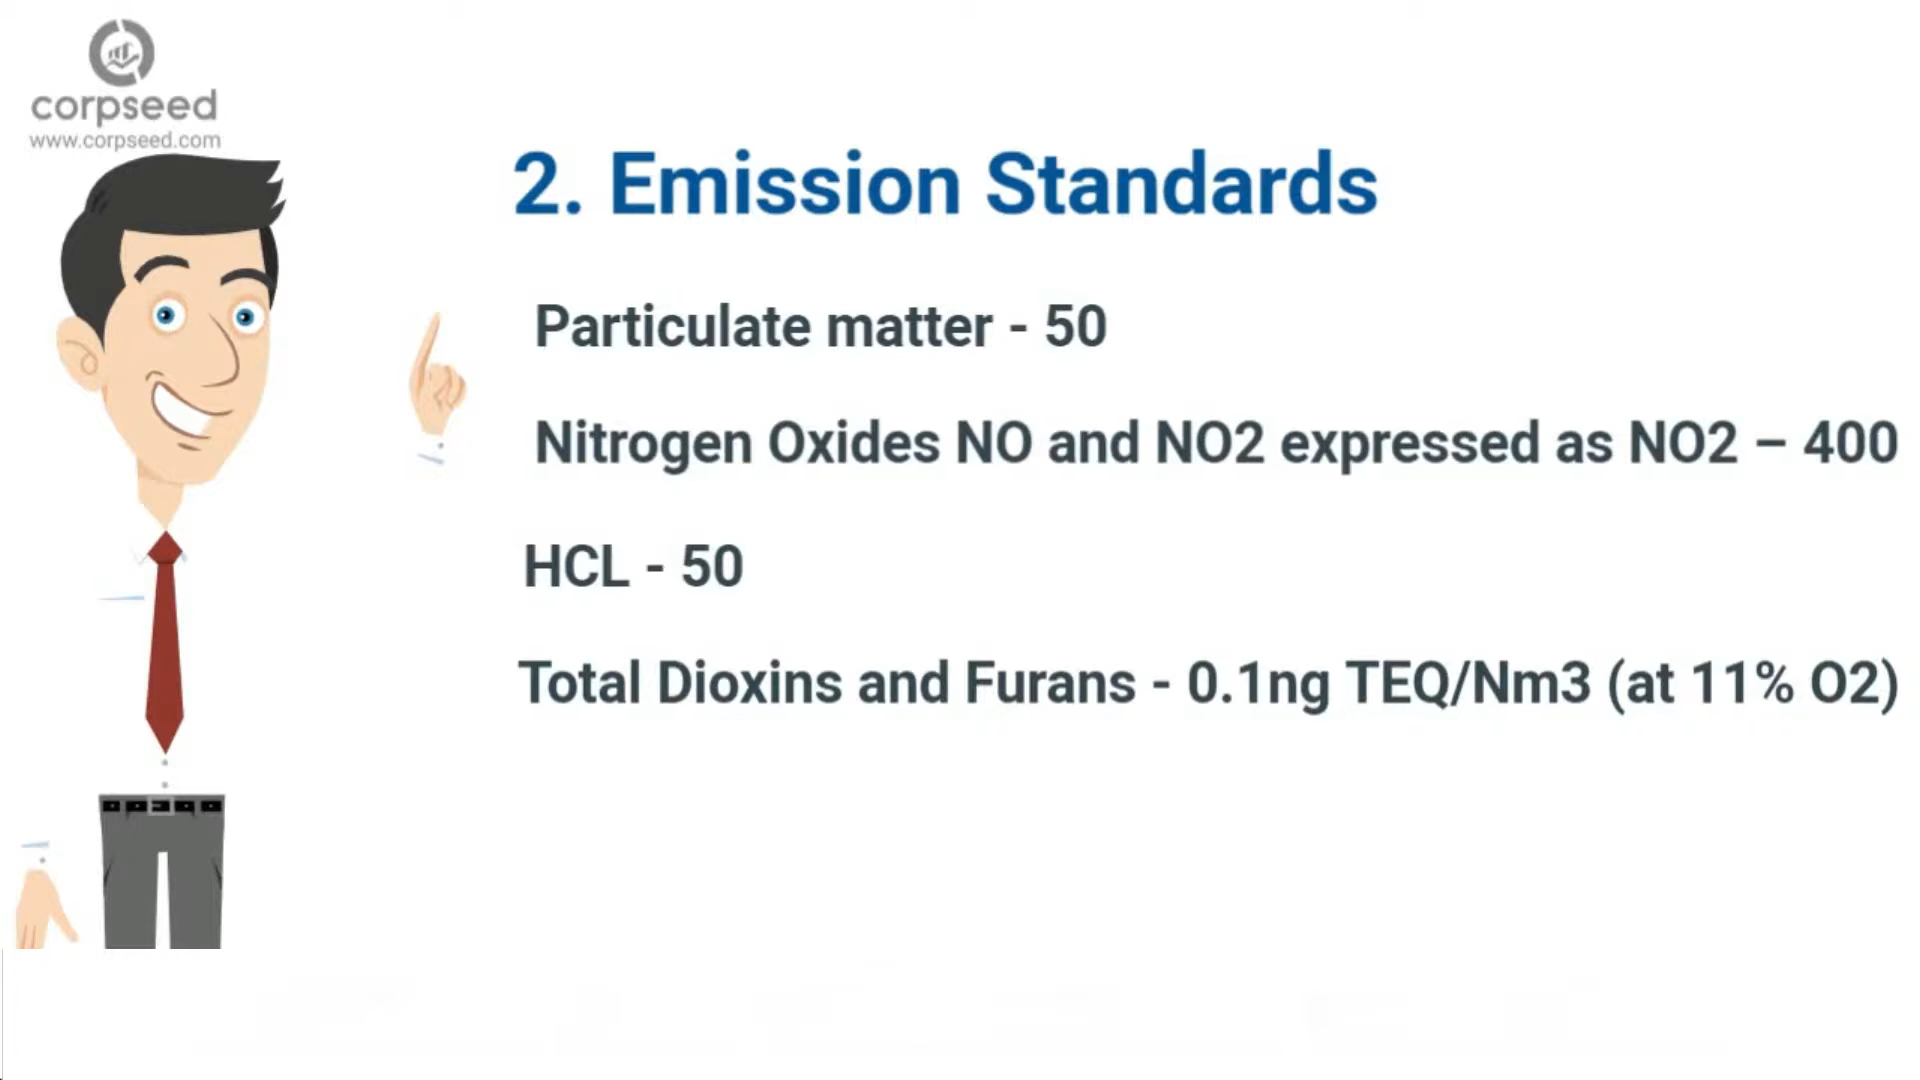 corpseed
www.corpseed.com
2. Emission Standards
Particulate matter - 50
Nitrogen Oxides NO and NO2 expressed as NO2 – 400
HCL - 50
Total Dioxins and Furans - 0.1ng TEQ/Nm3 (at 11% O2)